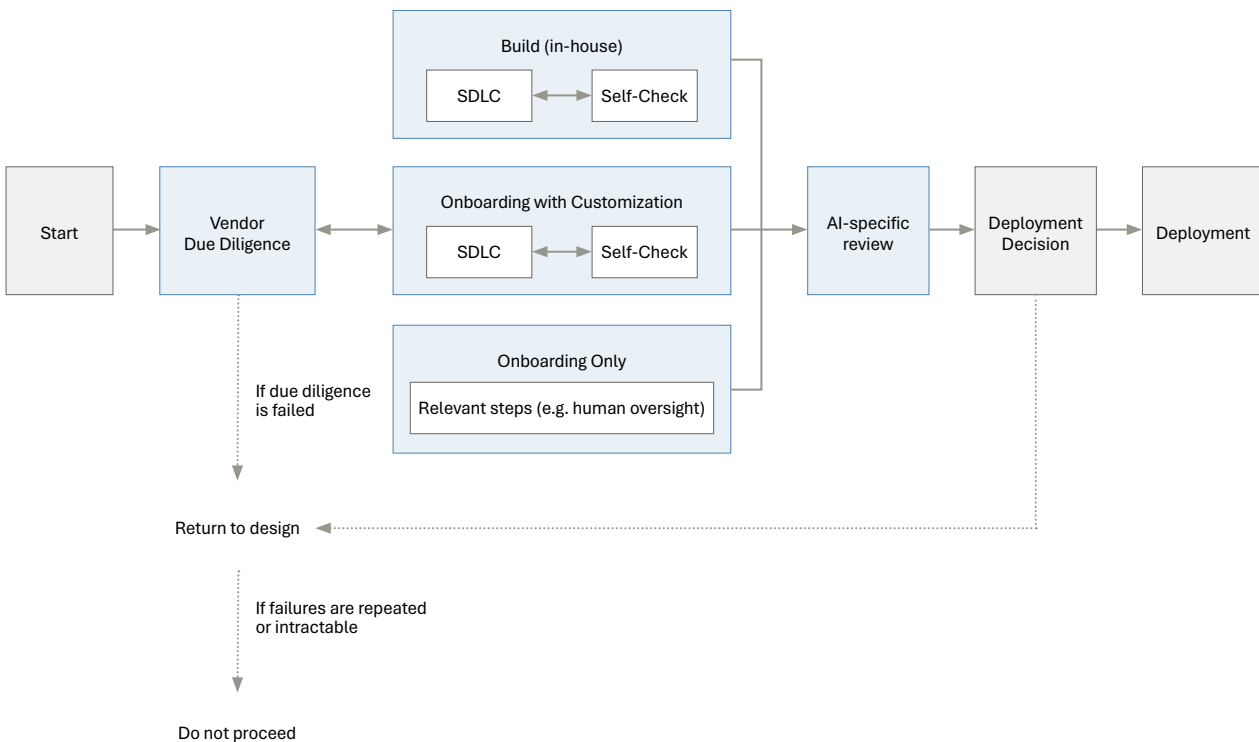 Build (in-house)
SDLC
Self-Check
Start
Vendor
Due Diligence
Onboarding with Customization
SDLC
Self-Check
AI-specific
review
Deployment
Decision
Deployment
Onboarding Only
Relevant steps (e.g. human oversight)
If due diligence
is failed
Return to design
If failures are repeated
or intractable
Do not proceed